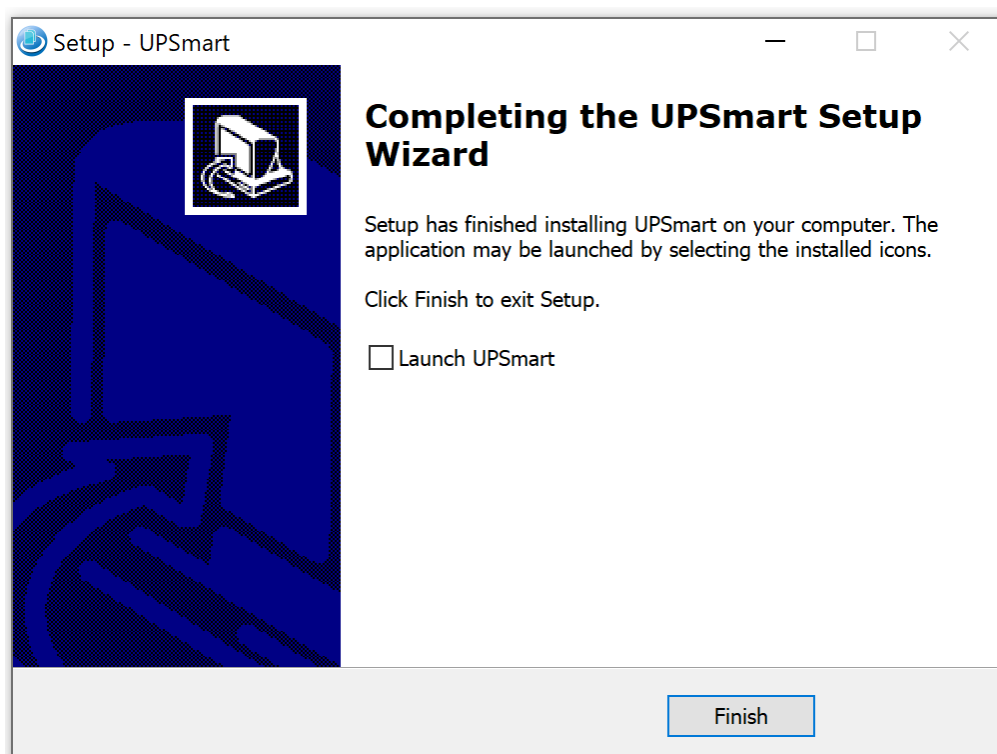 Setup - UPSmart
Completing the UPSmart Setup
Wizard
Setup has finished installing UPSmart on your computer. The
application may be launched by selecting the installed icons.
Click Finish to exit Setup.
Launch UPSmart
Finish